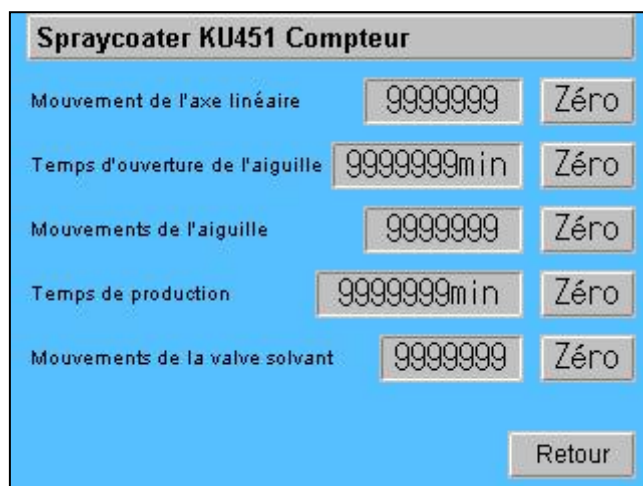 Spraycoater KU451 Compteur
Mouvement de l'axe linéaire 9999999 Zéro
Temps d'ouverture de l'aiguille 9999999min Zéro
Mouvements de l'aiguille 9999999 Zéro
Temps de production 9999999min Zéro
Mouvements de la valve solvant 9999999 Zéro
Retour